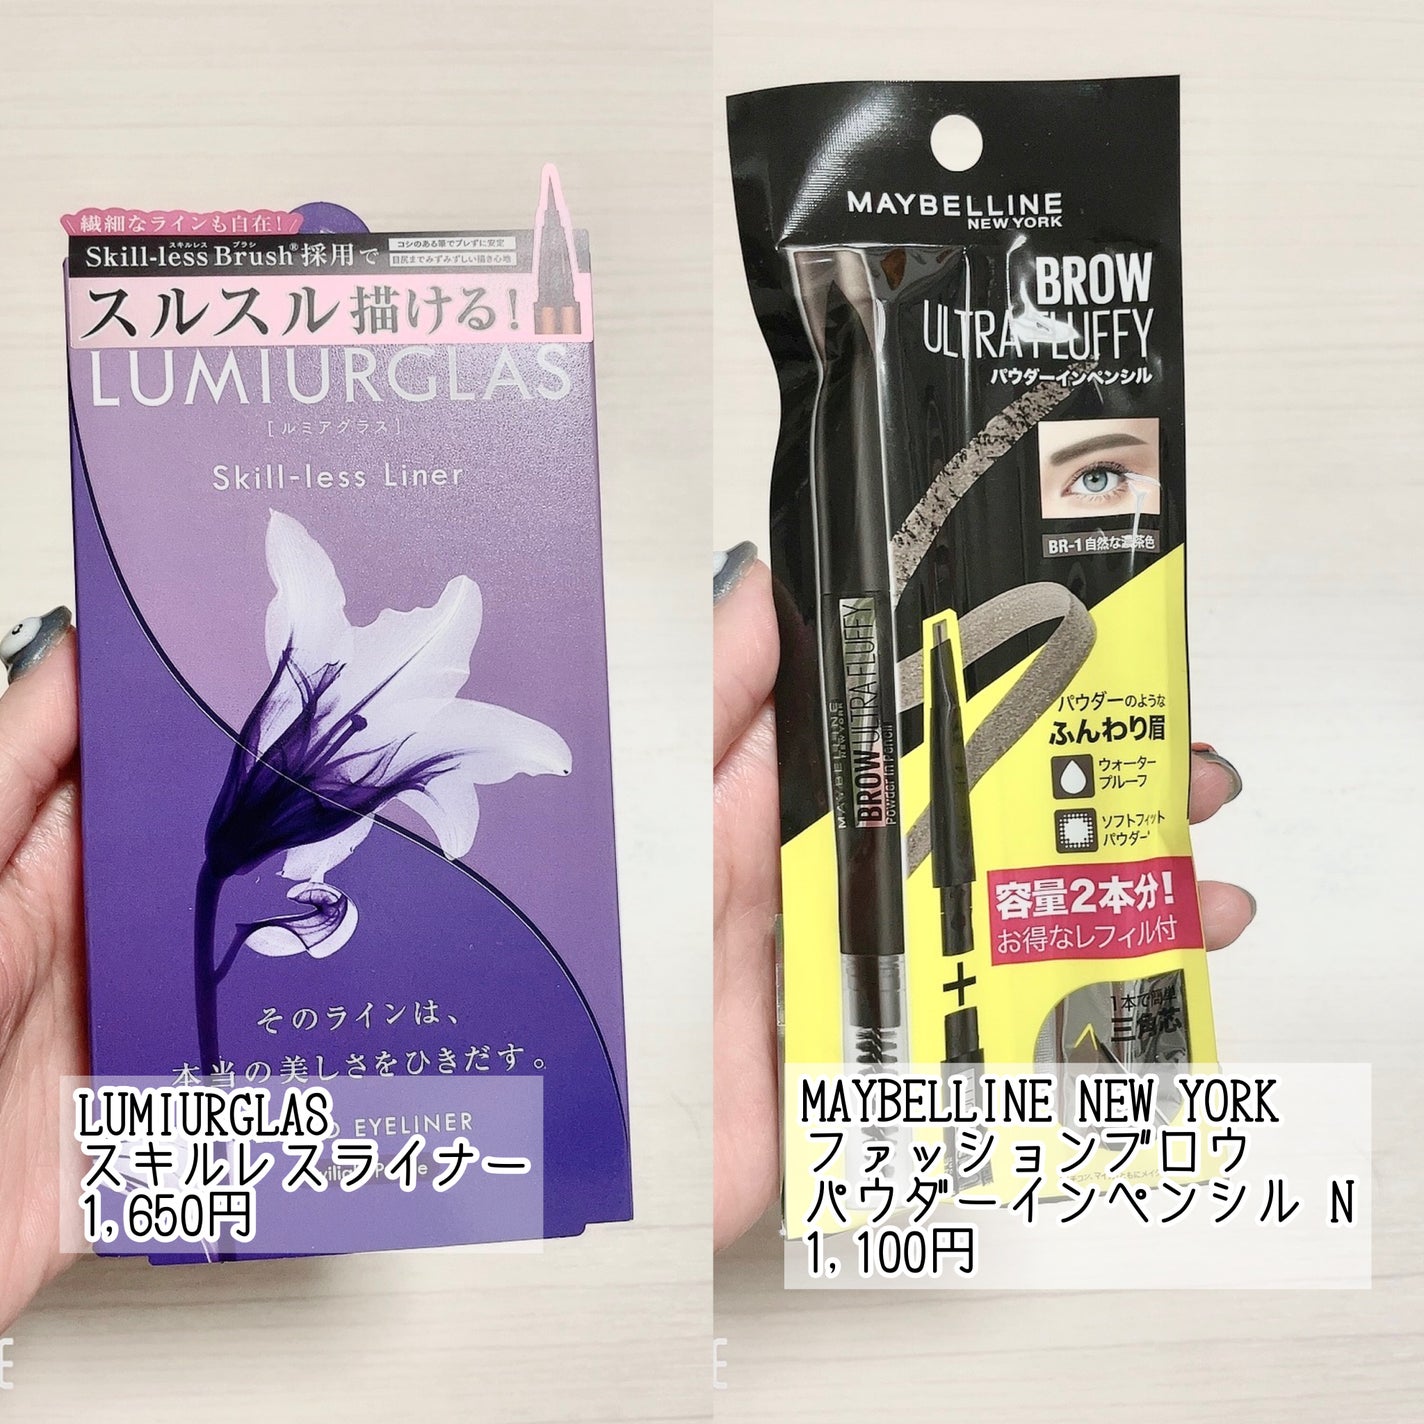 繊細なラインも自在!
スキルレス ブラシ
Skill-less Brush®採用で
コシのある筆でブレずに安定
目尻までみずみずしい描き心地
スルスル描ける!
LUMIURGLAS
[ルミアグラス]
Skill-less Liner
そのラインは、
本当の美しさをひきだす。
EYELINER
LUMIURGLAS
スキルレスライナー
1,650円
MAYBELLINE
NEW YORK
BROW
ULTRA FLUFFY
パウダーインペンシル
BR-1 自然な濃茶色
MAYBELLINE
NEW YORK
BROW ULTRA FLUFFY
Powder In Pencil
パウダーのような
ふんわり眉
ウォーター
プルーフ
ソフトフィット
パウダー
容量2本分!
お得なレフィル付
+
1本で簡単
三角芯
MAYBELLINE NEW YORK
ファッションブロウ
パウダーインペンシル N
1,100円